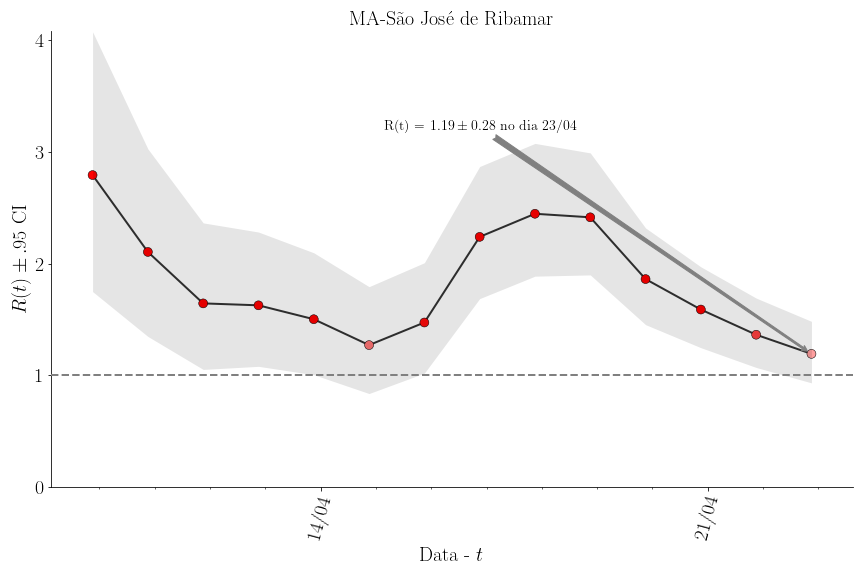 MA-São José de Ribamar
R(t) = 1.19 ± 0.28 no dia 23/04
R(t) ± .95 CI
4
3
2
1
0
14/04
21/04
Data - t